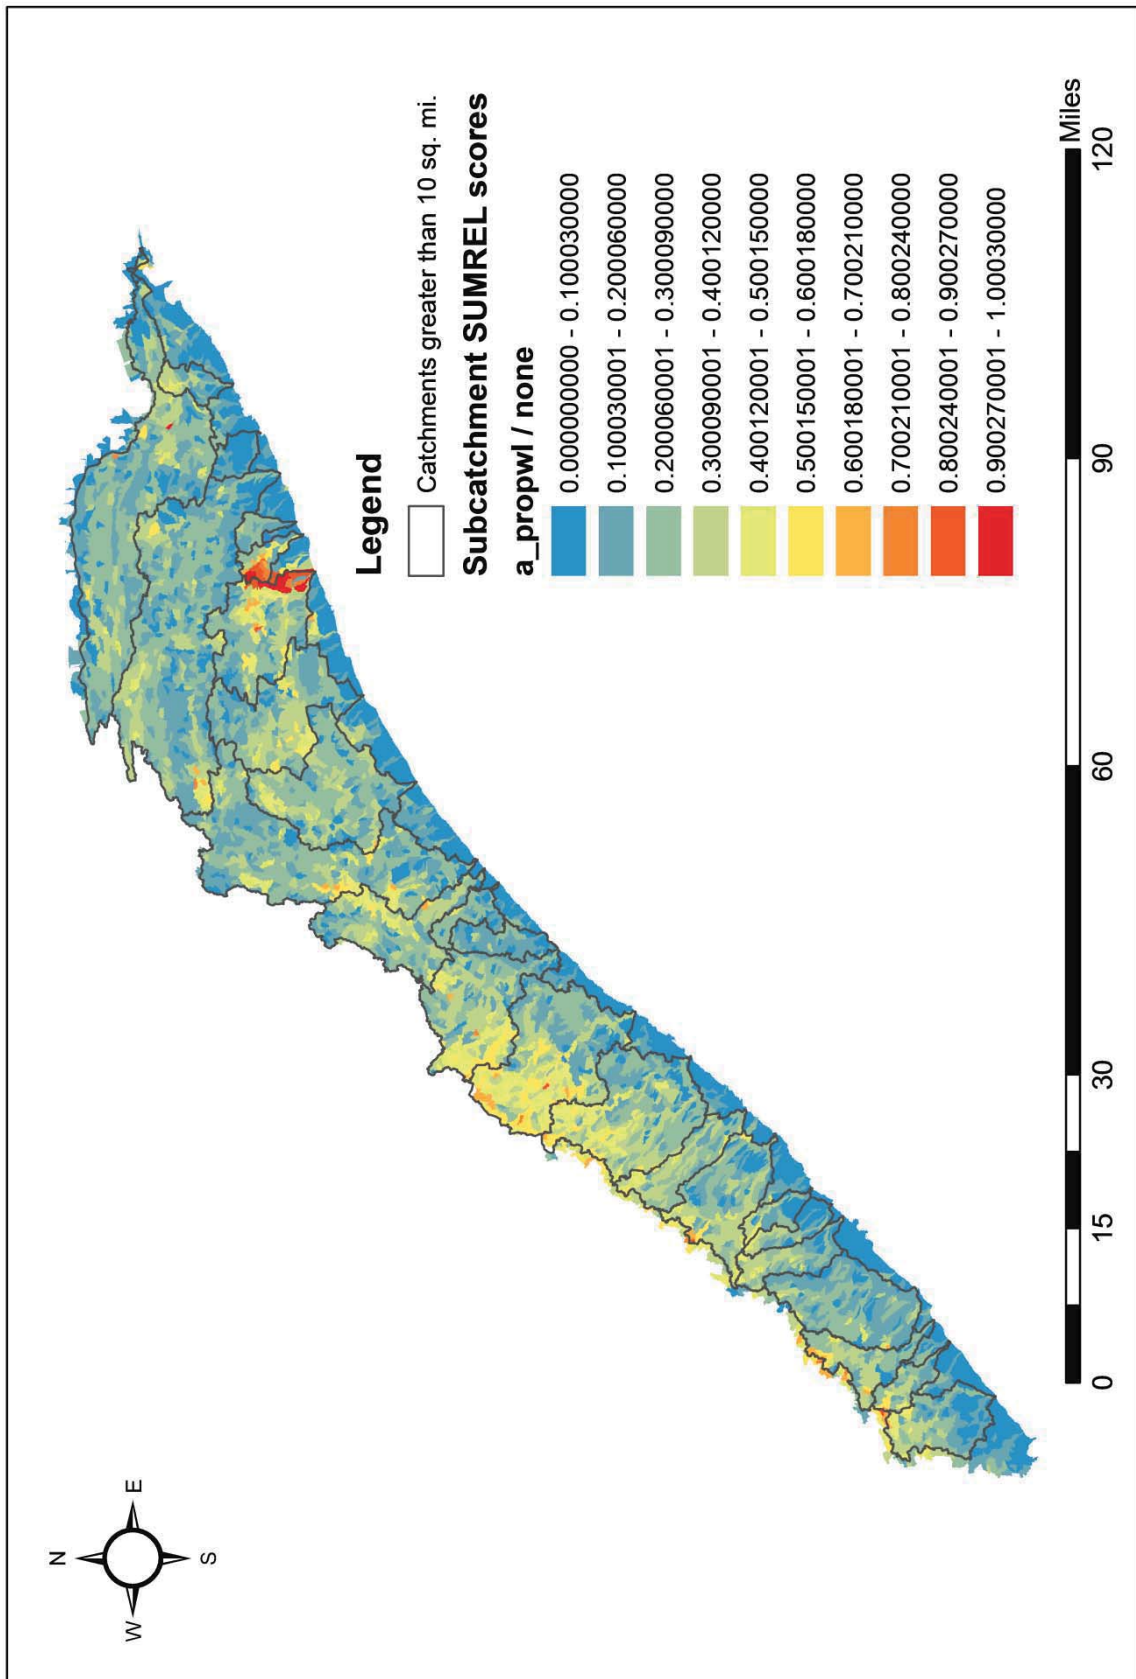 N
W
E
S
Legend
Catchments greater than 10 sq. mi.
Subcatchment SUMREL scores
a_propwl / none
0.000000000 - 0.100030000
0.100030001 - 0.200060000
0.200060001 - 0.300090000
0.300090001 - 0.400120000
0.400120001 - 0.500150000
0.500150001 - 0.600180000
0.600180001 - 0.700210000
0.700210001 - 0.800240000
0.800240001 - 0.900270000
0.900270001 - 1.00030000
0
15
30
60
90
120
Miles